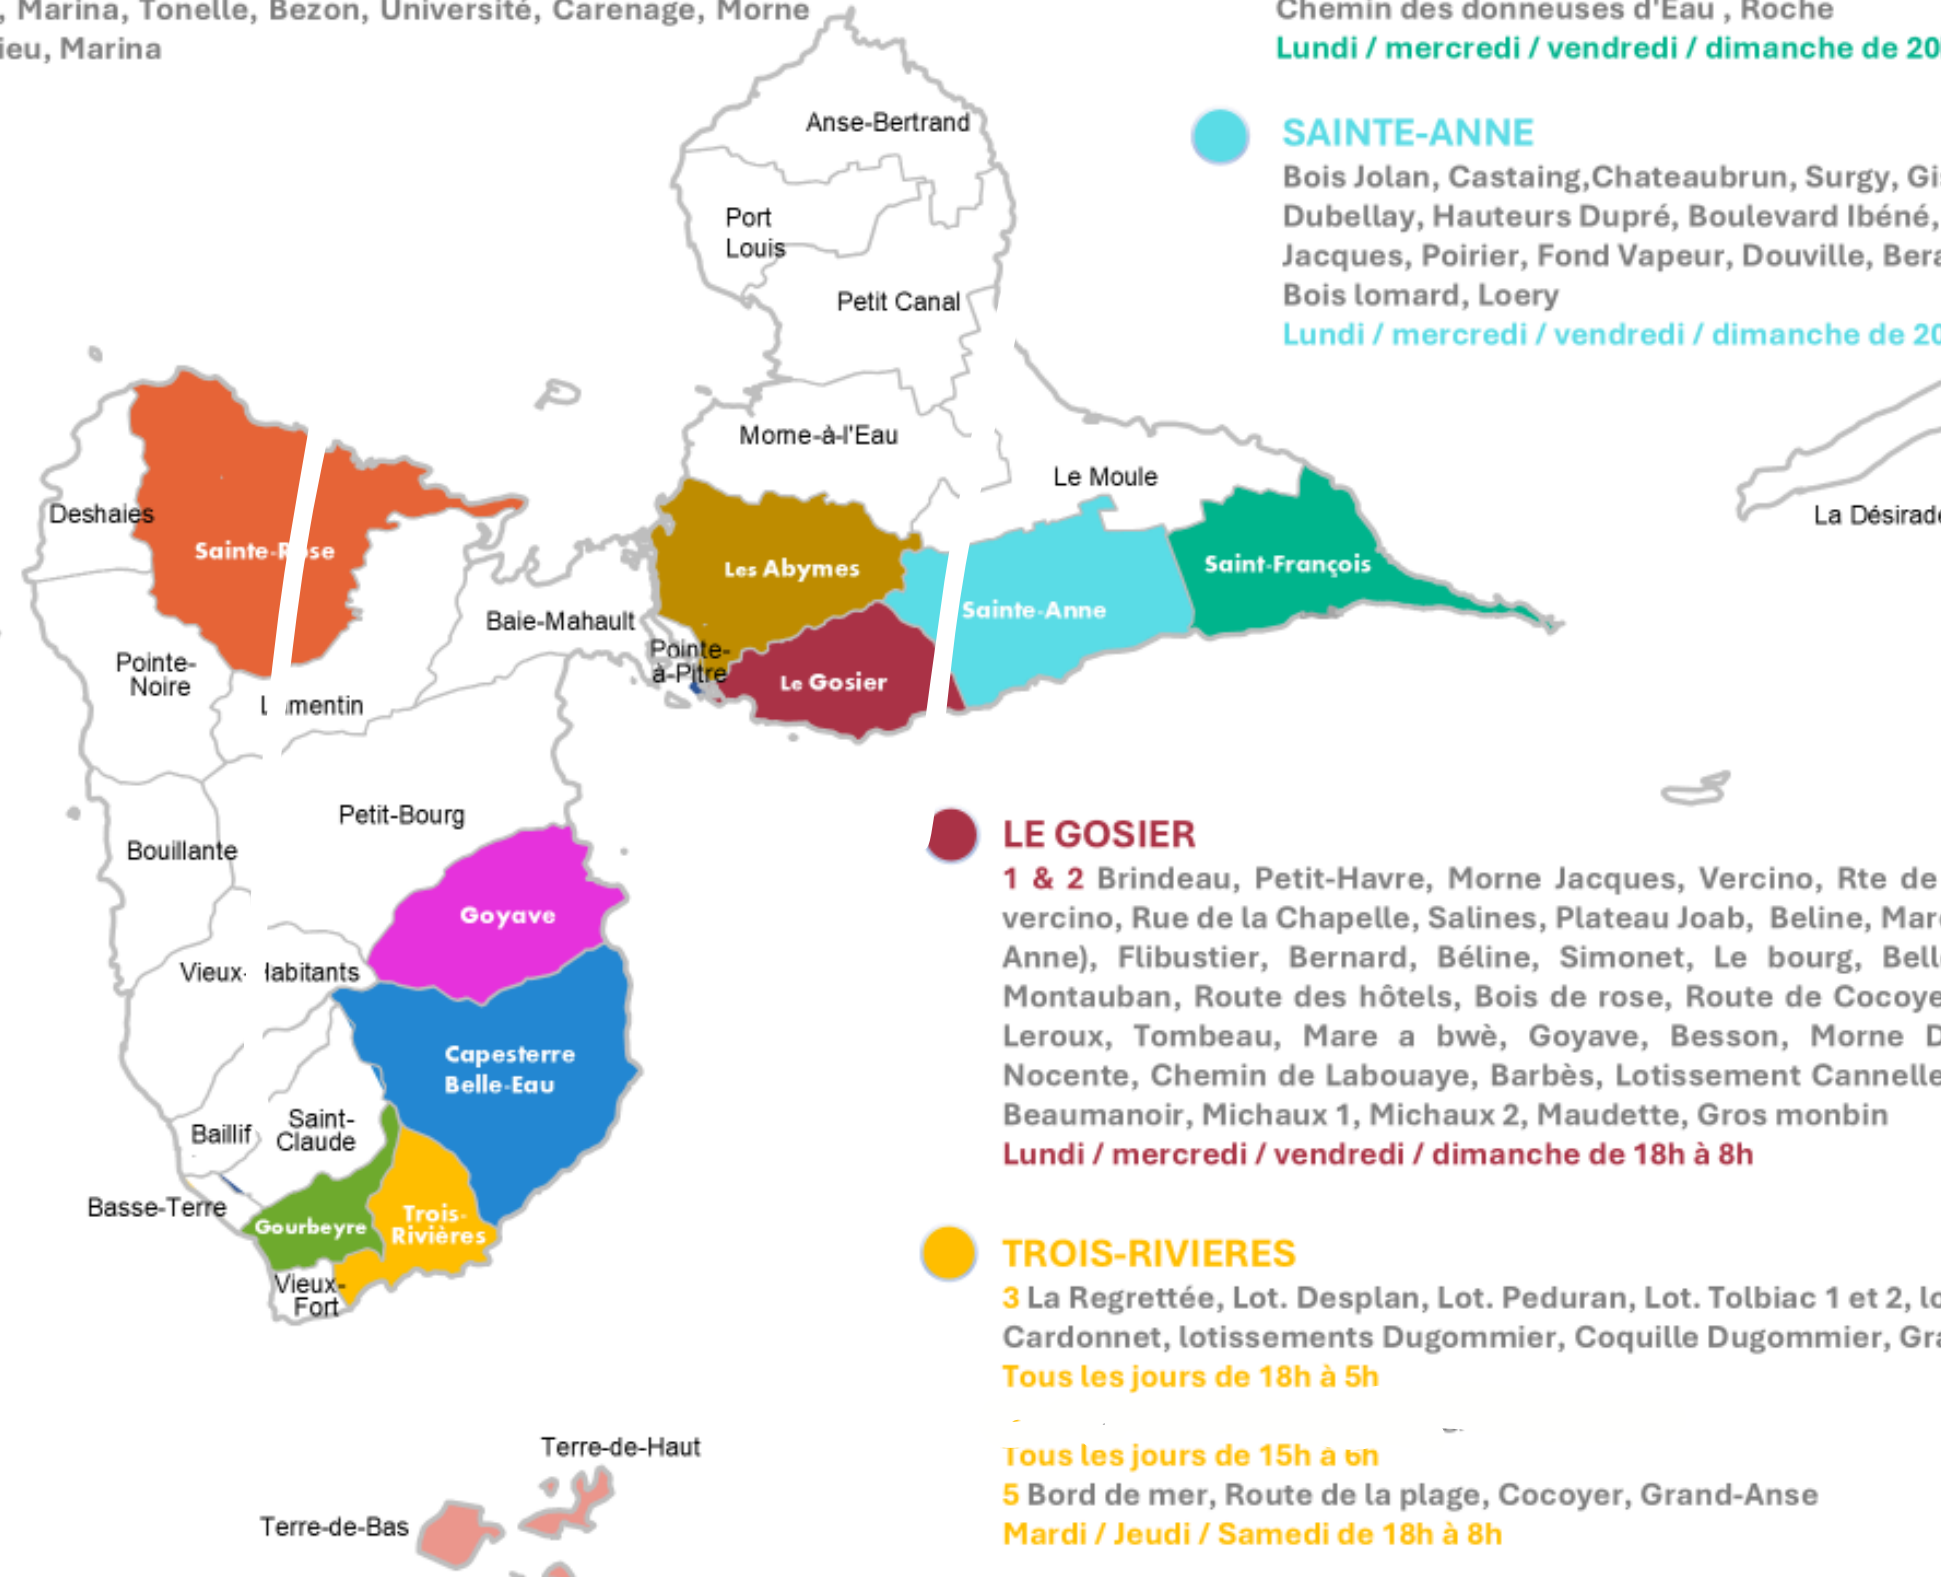 , Marina, Tonelle, Bezon, Université, Carenage, Morne
ieu, Marina
Chemin des donneuses d'Eau , Roche
Lundi / mercredi / vendredi / dimanche de 20
SAINTE-ANNE
Bois Jolan, Castaing,Chateaubrun, Surgy,
Dubellay, Hauteurs Dupré, Boulevard Ibéné,
Jacques, Poirier, Fond Vapeur, Douville,
Bois lomard, Loery
Lundi / mercredi / vendredi / dimanche de 20
Anse-Bertrand
Port
Louis
Petit Canal
Morne-à-l'Eau
Le Moule
Deshaies
La Désirade
Sainte-Rose
Les Abymes
Saint-François
Sainte-Anne
Baie-Mahault
Pointe-
à-Pitre
Pointe-
Noire
Le Gosier
L mentin
Petit-Bourg
Bouillante
Goyave
Vieux- Habitants
Capesterre
Belle-Eau
Saint-
Claude
Baillif
Basse-Terre
Gourbeyre
Trois-
Rivières
Vieux-
Fort
Terre-de-Haut
Terre-de-Bas
LE GOSIER
1 & 2 Brindeau, Petit-Havre, Morne Jacques, Vercino, Rte de
vercino, Rue de la Chapelle, Salines, Plateau Joab, Beline,
Anne), Flibustier, Bernard, Béline, Simonet, Le bourg,
Montauban, Route des hôtels, Bois de rose, Route de
Leroux, Tombeau, Mare a bwè, Goyave, Besson, Morne
Nocente, Chemin de Labouaye, Barbès, Lotissement Cannelle
Beaumanoir, Michaux 1, Michaux 2, Maudette, Gros monbin
Lundi / mercredi / vendredi / dimanche de 18h à 8h
TROIS-RIVIERES
3 La Regrettée, Lot. Desplan, Lot. Peduran, Lot. Tolbiac 1 et 2,
Cardonnet, lotissements Dugommier, Coquille Dugommier,
Tous les jours de 18h à 5h
Tous les jours de 15h à 6h
5 Bord de mer, Route de la plage, Cocoyer, Grand-Anse
Mardi / Jeudi / Samedi de 18h à 8h